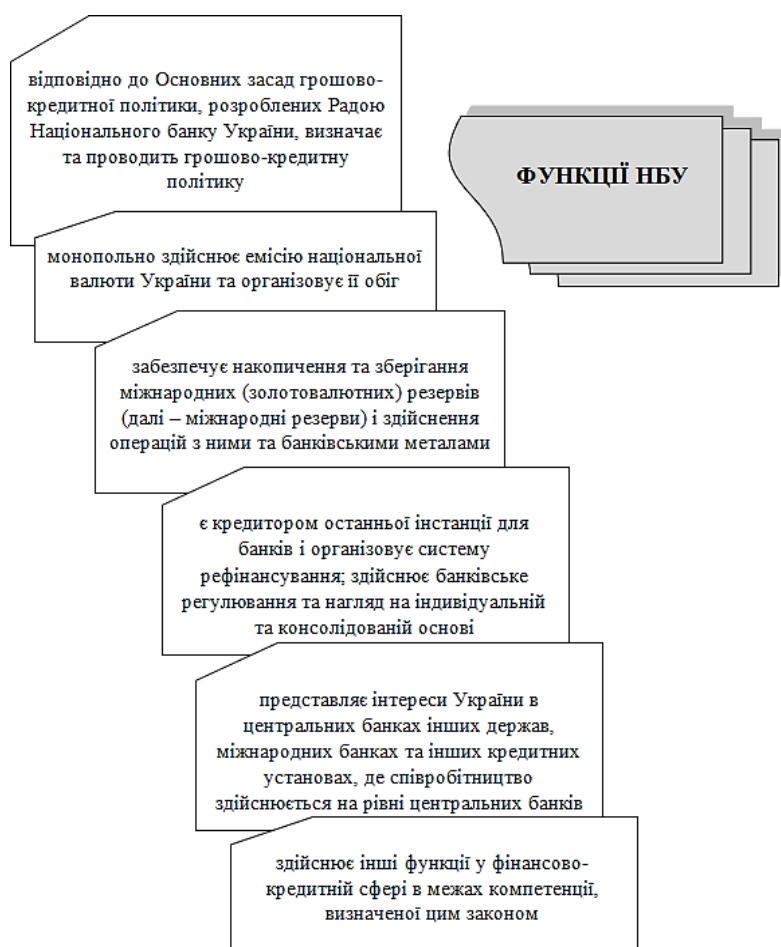 ФУНКЦІЇ НБУ
відповідно до Основних засад грошово-
кредитної політики, розроблених Радою
Національного банку України, визначає
та проводить грошово-кредитну
політику
монопольно здійснює емісію національної
валюти України та організовує її обіг
забезпечує накопичення та зберігання
міжнародних (золотовалютних) резервів
(далі – міжнародні резерви) і здійснення
операцій з ними та банківськими металами
є кредитором останньої інстанції для
банків і організовує систему
рефінансування; здійснює банківське
регулювання та нагляд на індивідуальній
та консолідованій основі
представляє інтереси України в
центральних банках інших держав,
міжнародних банках та інших кредитних
установах, де співробітництво
здійснюється на рівні центральних банків
здійснює інші функції у фінансово-
кредитній сфері в межах компетенції,
визначеної цим законом